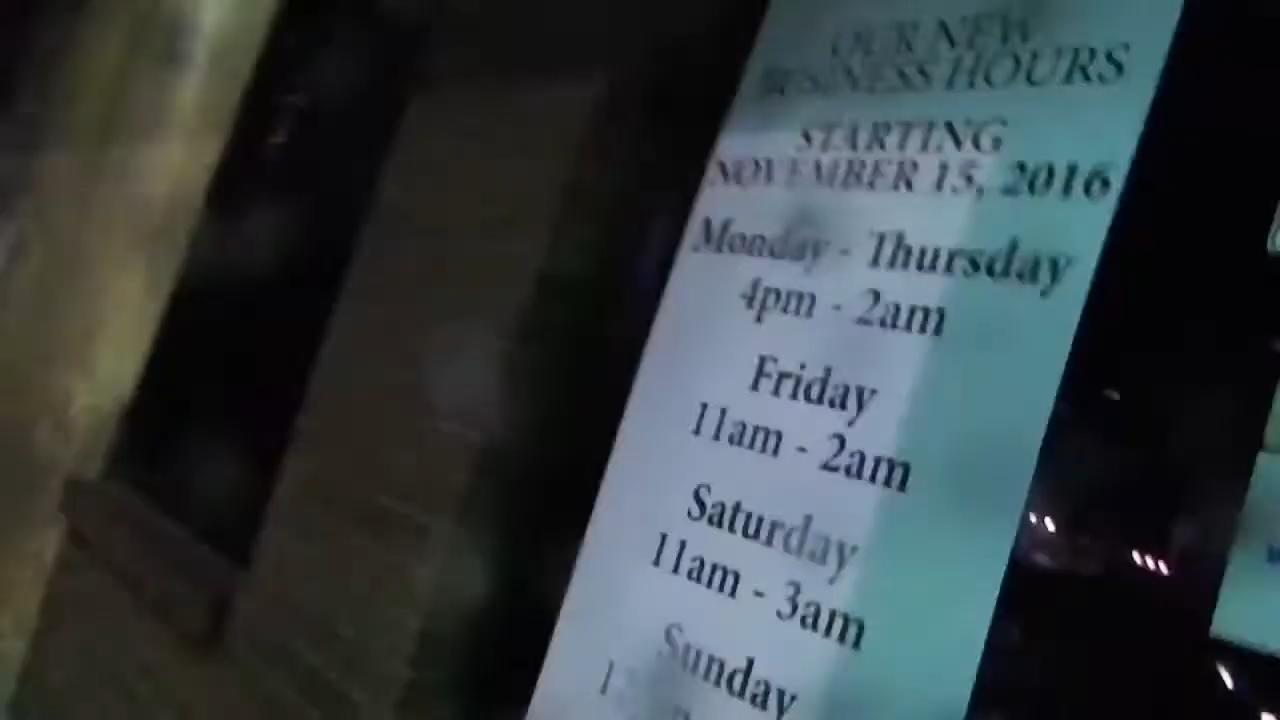 OUR NEW
BUSINESS HOURS
STARTING
NOVEMBER 15, 2016
Monday - Thursday
4pm - 2am
Friday
11am - 2am
Saturday
11am - 3am
Sunday